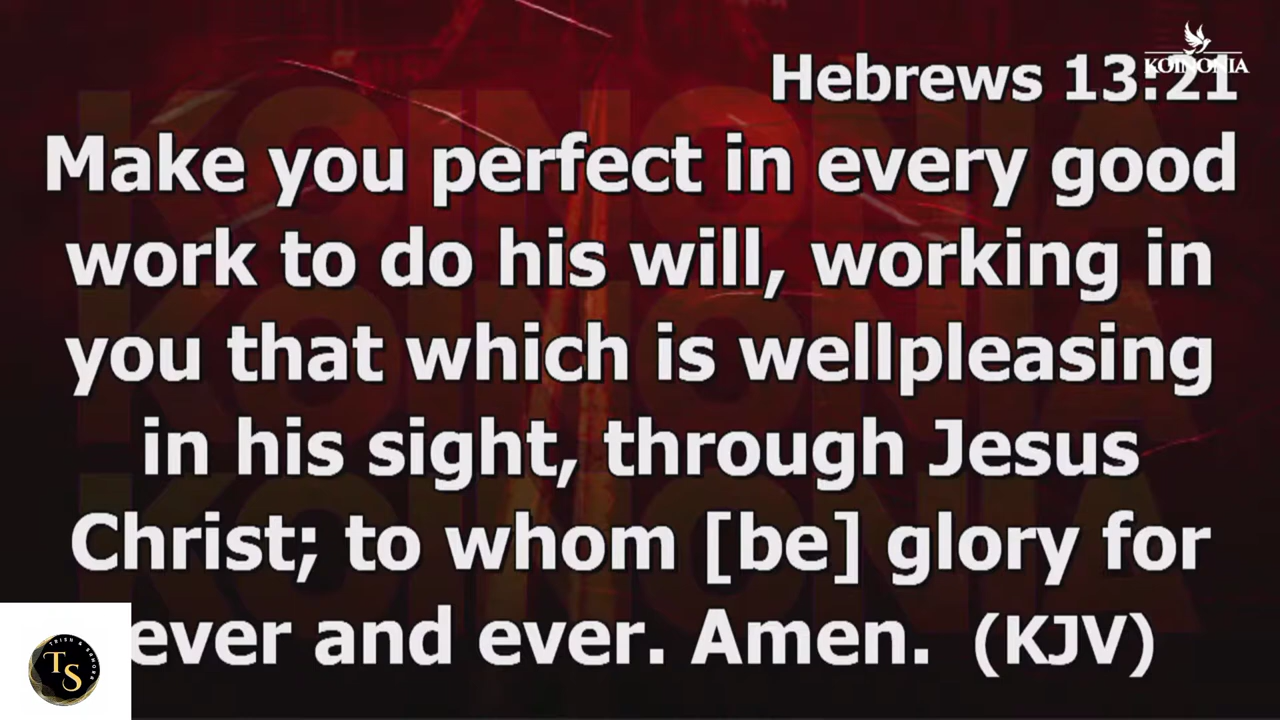 KOINONIA
Hebrews 13:21
Make you perfect in every good
work to do his will, working in
you that which is wellpleasing
in his sight, through Jesus
Christ; to whom [be] glory for
ever and ever. Amen. (KJV)
TS